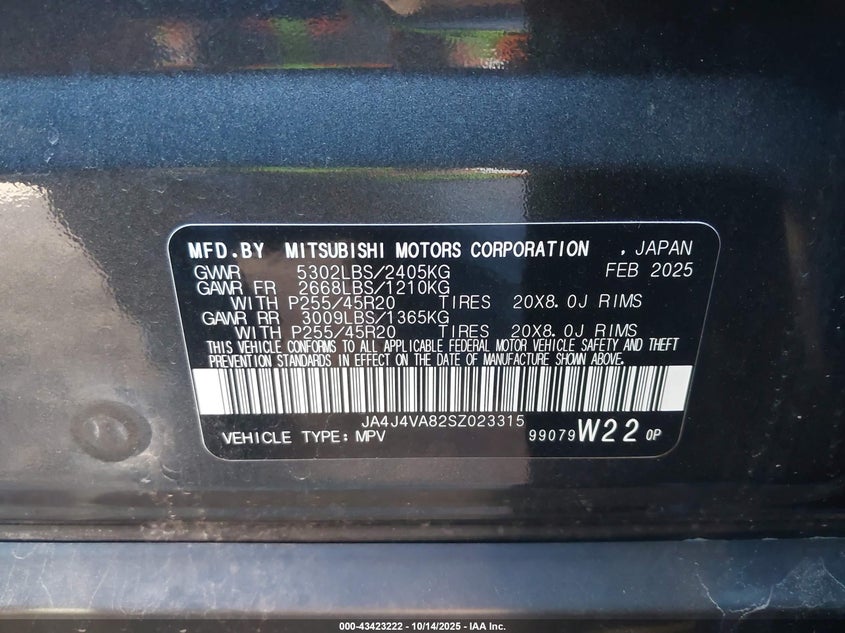 MFD.BY MITSUBISHI MOTORS CORPORATION , JAPAN
GVWR 5302LBS/2405KG FEB 2025
GAWR FR 2668LBS/1210KG
WITH P255/45R20 TIRES 20X8.0J RIMS
GAWR RR 3009LBS/1365KG
WITH P255/45R20 TIRES 20X8.0J RIMS
THIS VEHICLE CONFORMS TO ALL APPLICABLE FEDERAL MOTOR VEHICLE SAFETY AND THEFT
PREVENTION STANDARDS IN EFFECT ON THE DATE OF MANUFACTURE SHOWN ABOVE.
JA4J4VA82SZ023315
VEHICLE TYPE: MPV 99079 W22 0P
000-43423222 - 10/14/2025 - IAA Inc.